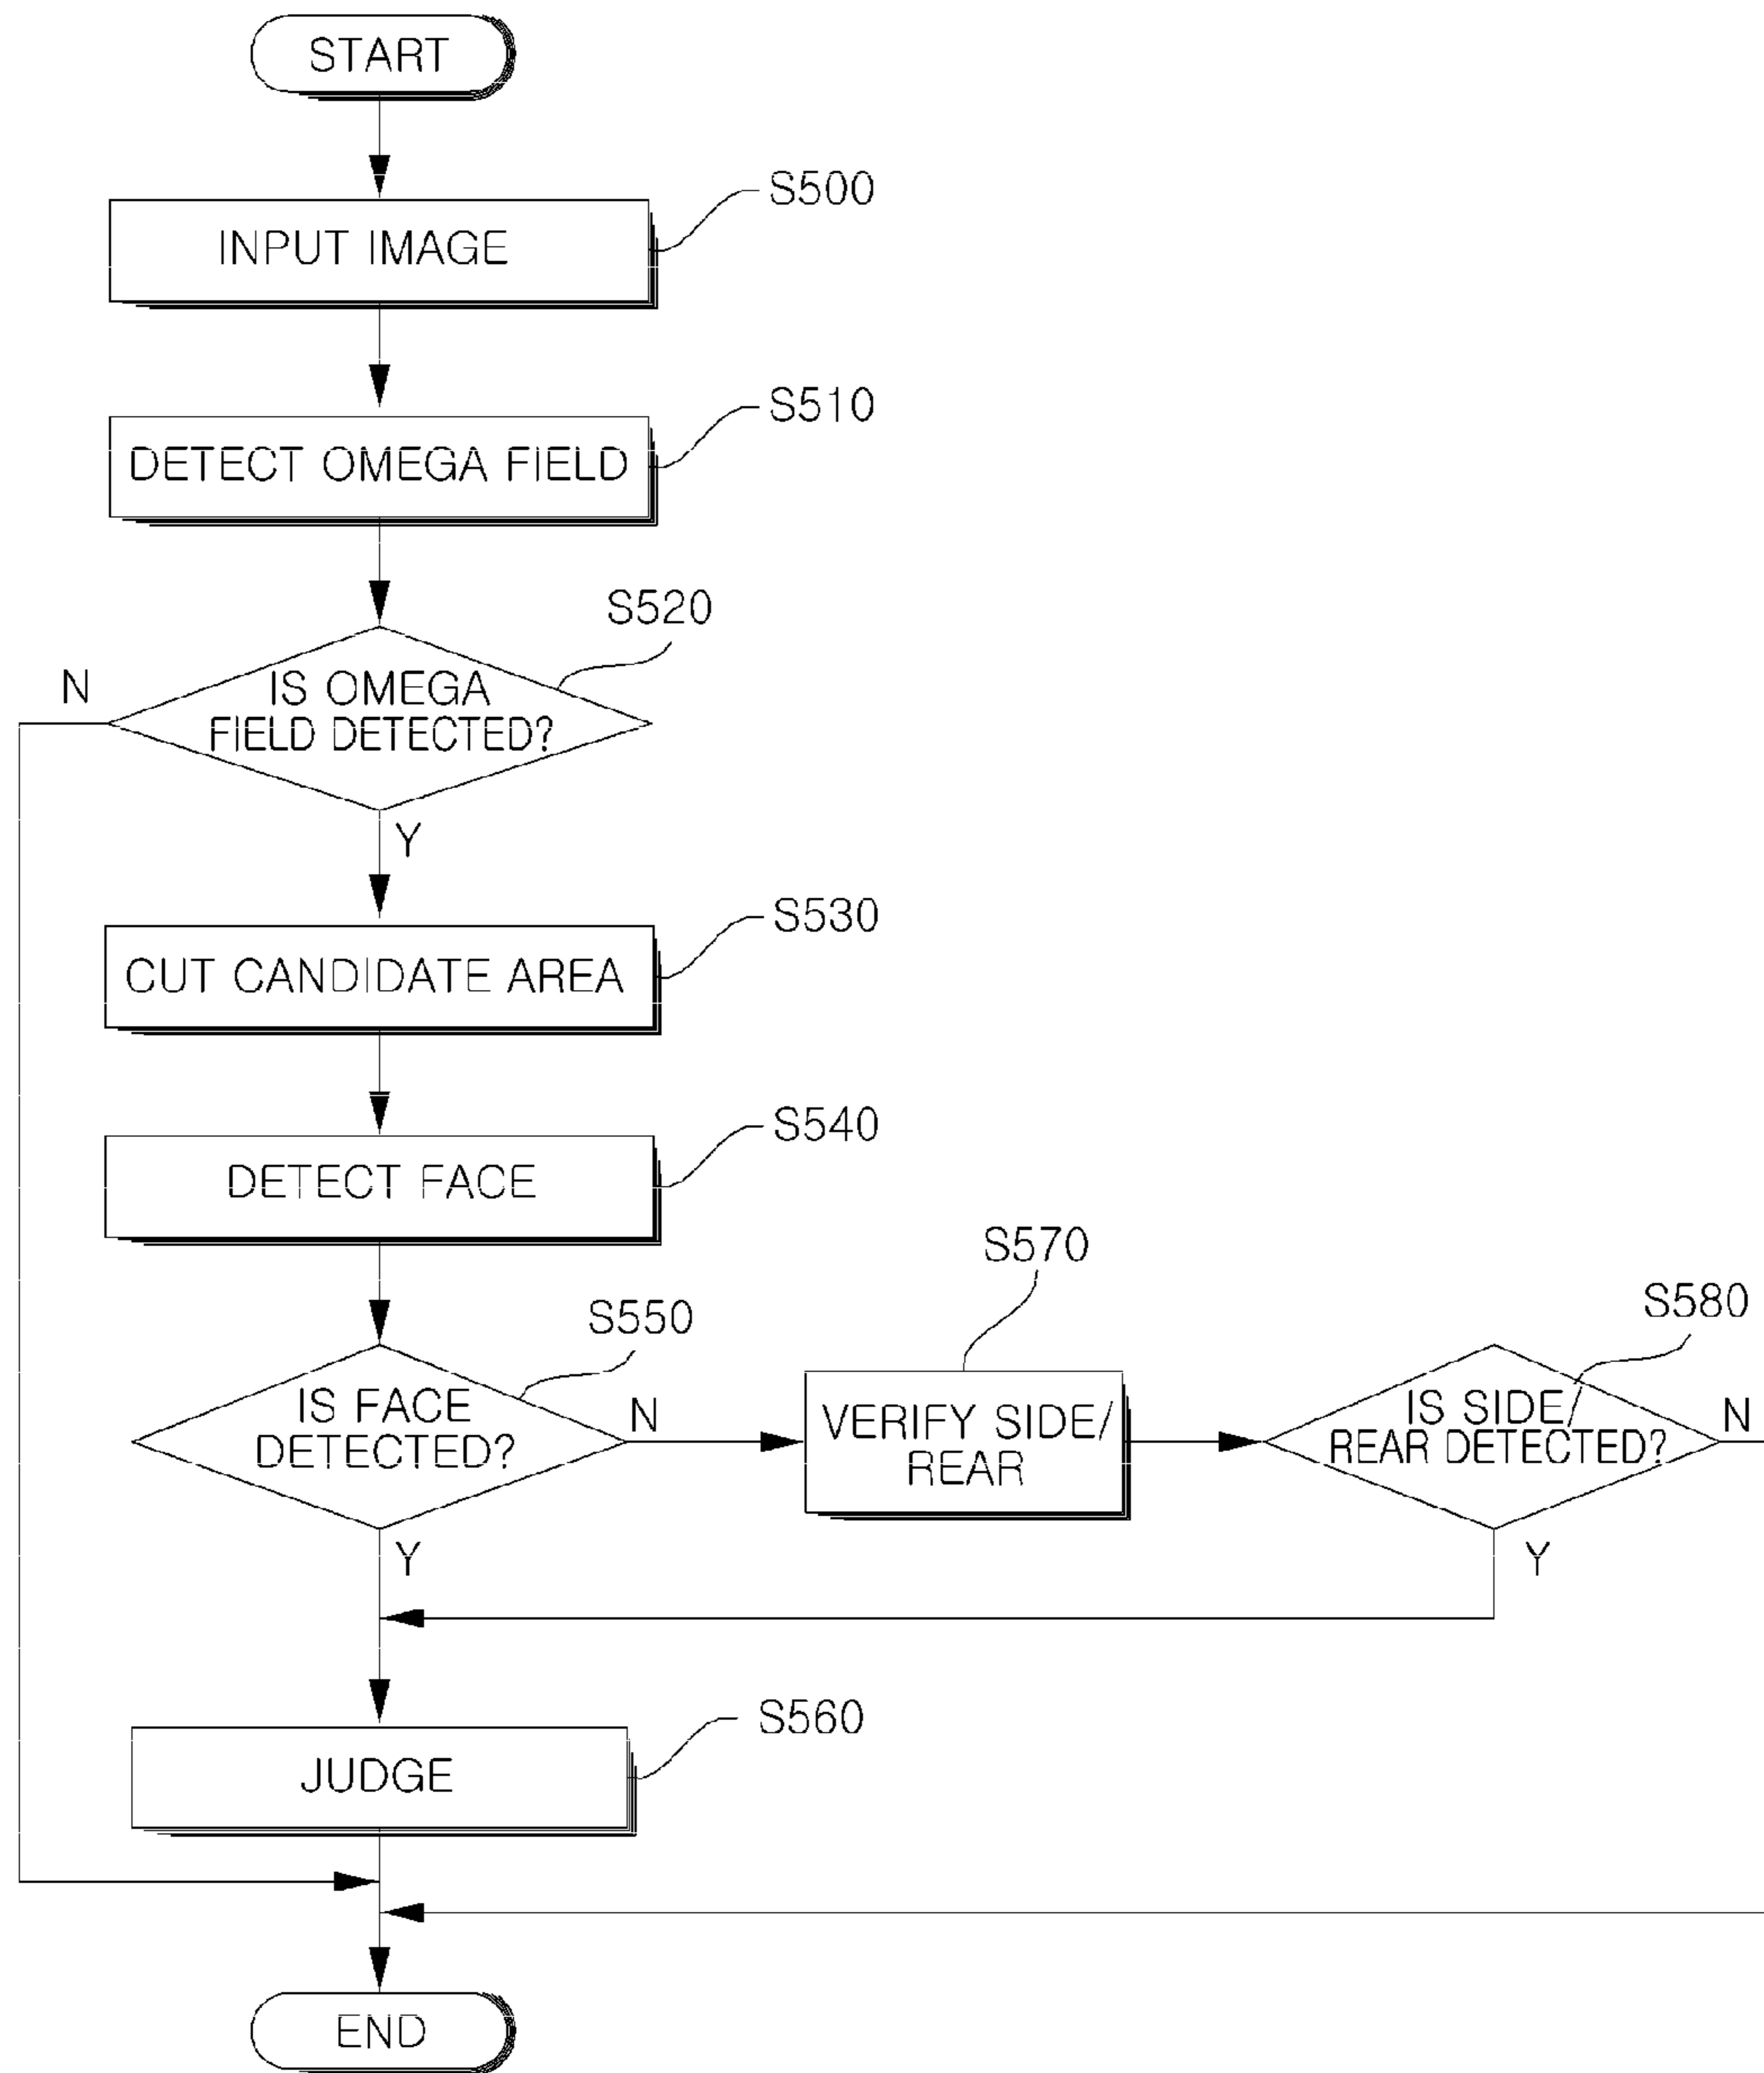 START
S500
INPUT IMAGE
S510
DETECT OMEGA FIELD
S520
N
IS OMEGA
FIELD DETECTED?
Y
S530
CUT CANDIDATE AREA
S540
DETECT FACE
S550
IS FACE
DETECTED?
N
Y
S570
VERIFY SIDE/
REAR
S580
IS SIDE
REAR DETECTED?
N
Y
S560
JUDGE
END